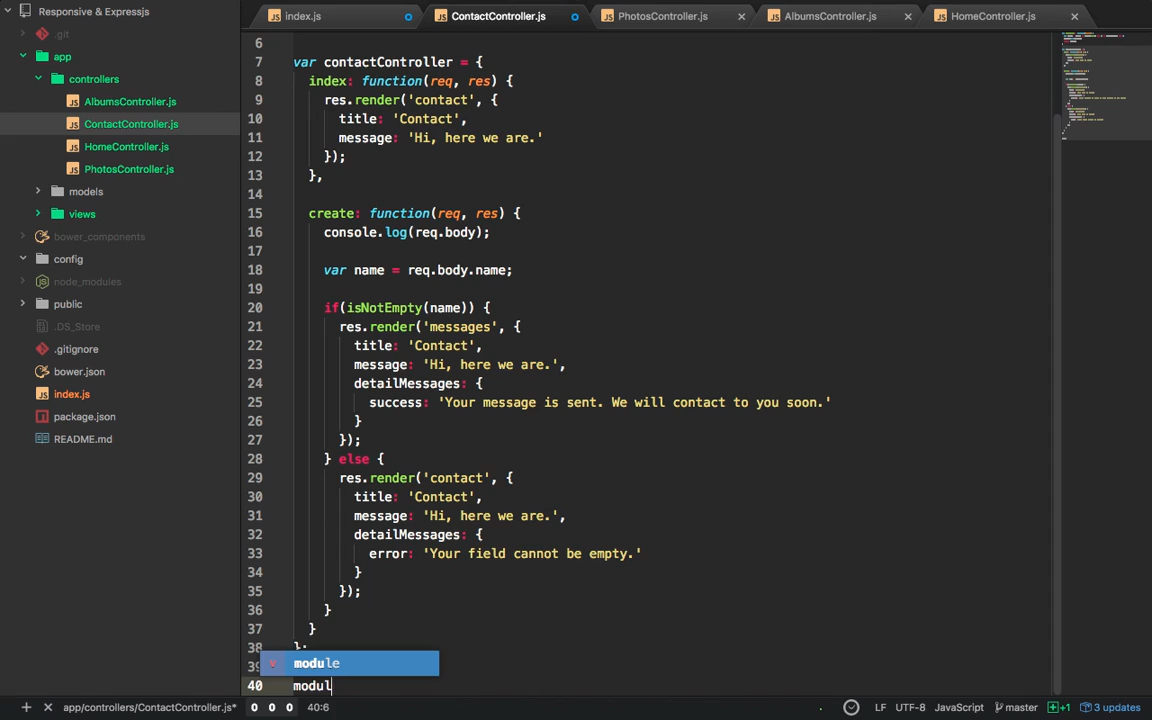 Responsive & Expressjs
.git
app
controllers
AlbumsController.js
ContactController.js
HomeController.js
PhotosController.js
models
views
bower_components
config
node_modules
public
.DS_Store
.gitignore
bower.json
index.js
package.json
README.md
index.js ContactController.js PhotosController.js AlbumsController.js HomeController.js
6
7 var contactController = {
8 index: function(req, res) {
9 res.render('contact', {
10 title: 'Contact',
11 message: 'Hi, here we are.'
12 });
13 },
14
15 create: function(req, res) {
16 console.log(req.body);
17
18 var name = req.body.name;
19
20 if(isNotEmpty(name)) {
21 res.render('messages', {
22 title: 'Contact',
23 message: 'Hi, here we are.',
24 detailMessages: {
25 success: 'Your message is sent. We will contact to you soon.'
26 }
27 });
28 } else {
29 res.render('contact', {
30 title: 'Contact',
31 message: 'Hi, here we are.',
32 detailMessages: {
33 error: 'Your field cannot be empty.'
34 }
35 });
36 }
37 }
38 };
39 module
40 modul
app/controllers/ContactController.js* 0 0 0 40:6 LF UTF-8 JavaScript master +1 3 updates